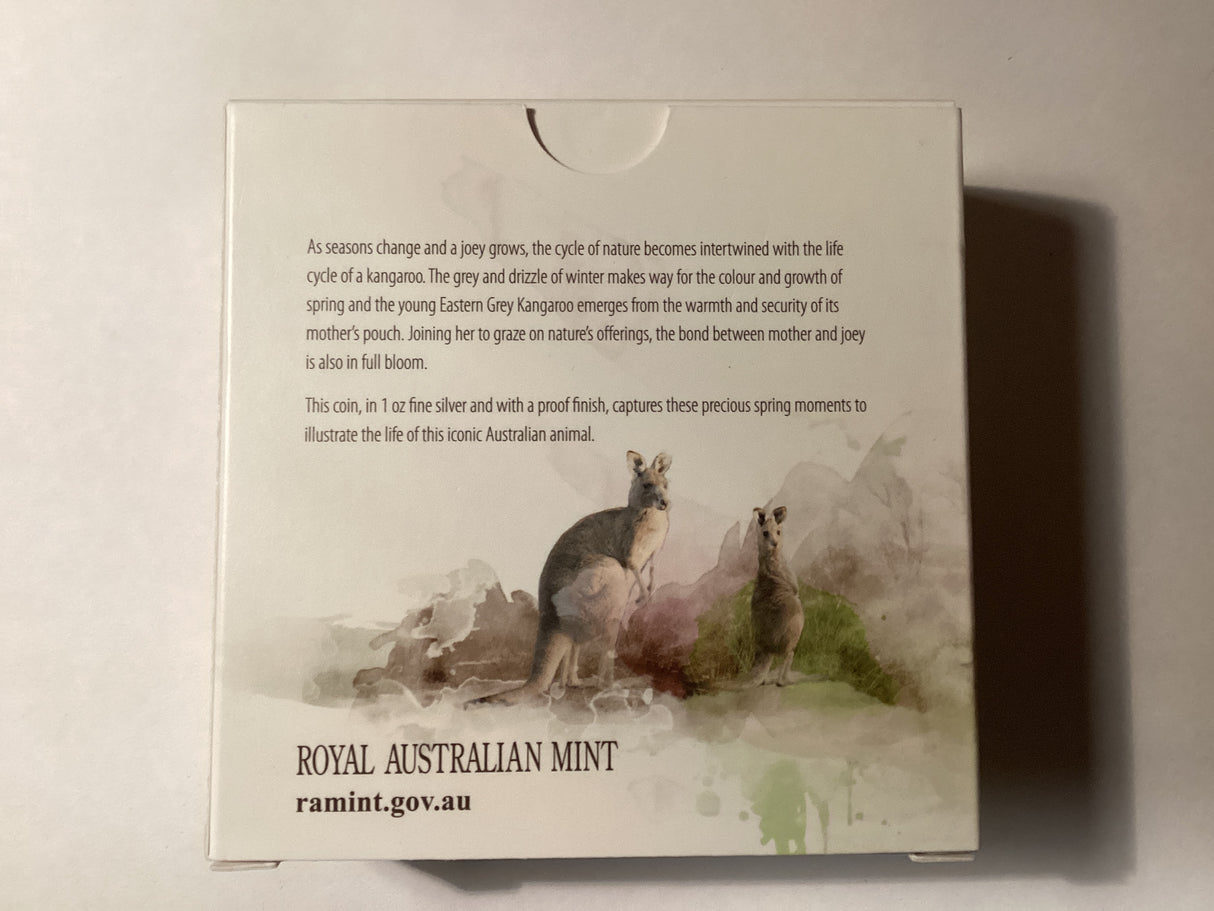 As seasons change and a joey grows, the cycle of nature becomes intertwined with the life
cycle of a kangaroo. The grey and drizzle of winter makes way for the colour and growth of
spring and the young Eastern Grey Kangaroo emerges from the warmth and security of its
mother's pouch. Joining her to graze on nature's offerings, the bond between mother and joey
is also in full bloom.
This coin, in 1 oz fine silver and with a proof finish, captures these precious spring moments to
illustrate the life of this iconic Australian animal.
ROYAL AUSTRALIAN MINT
ramint.gov.au